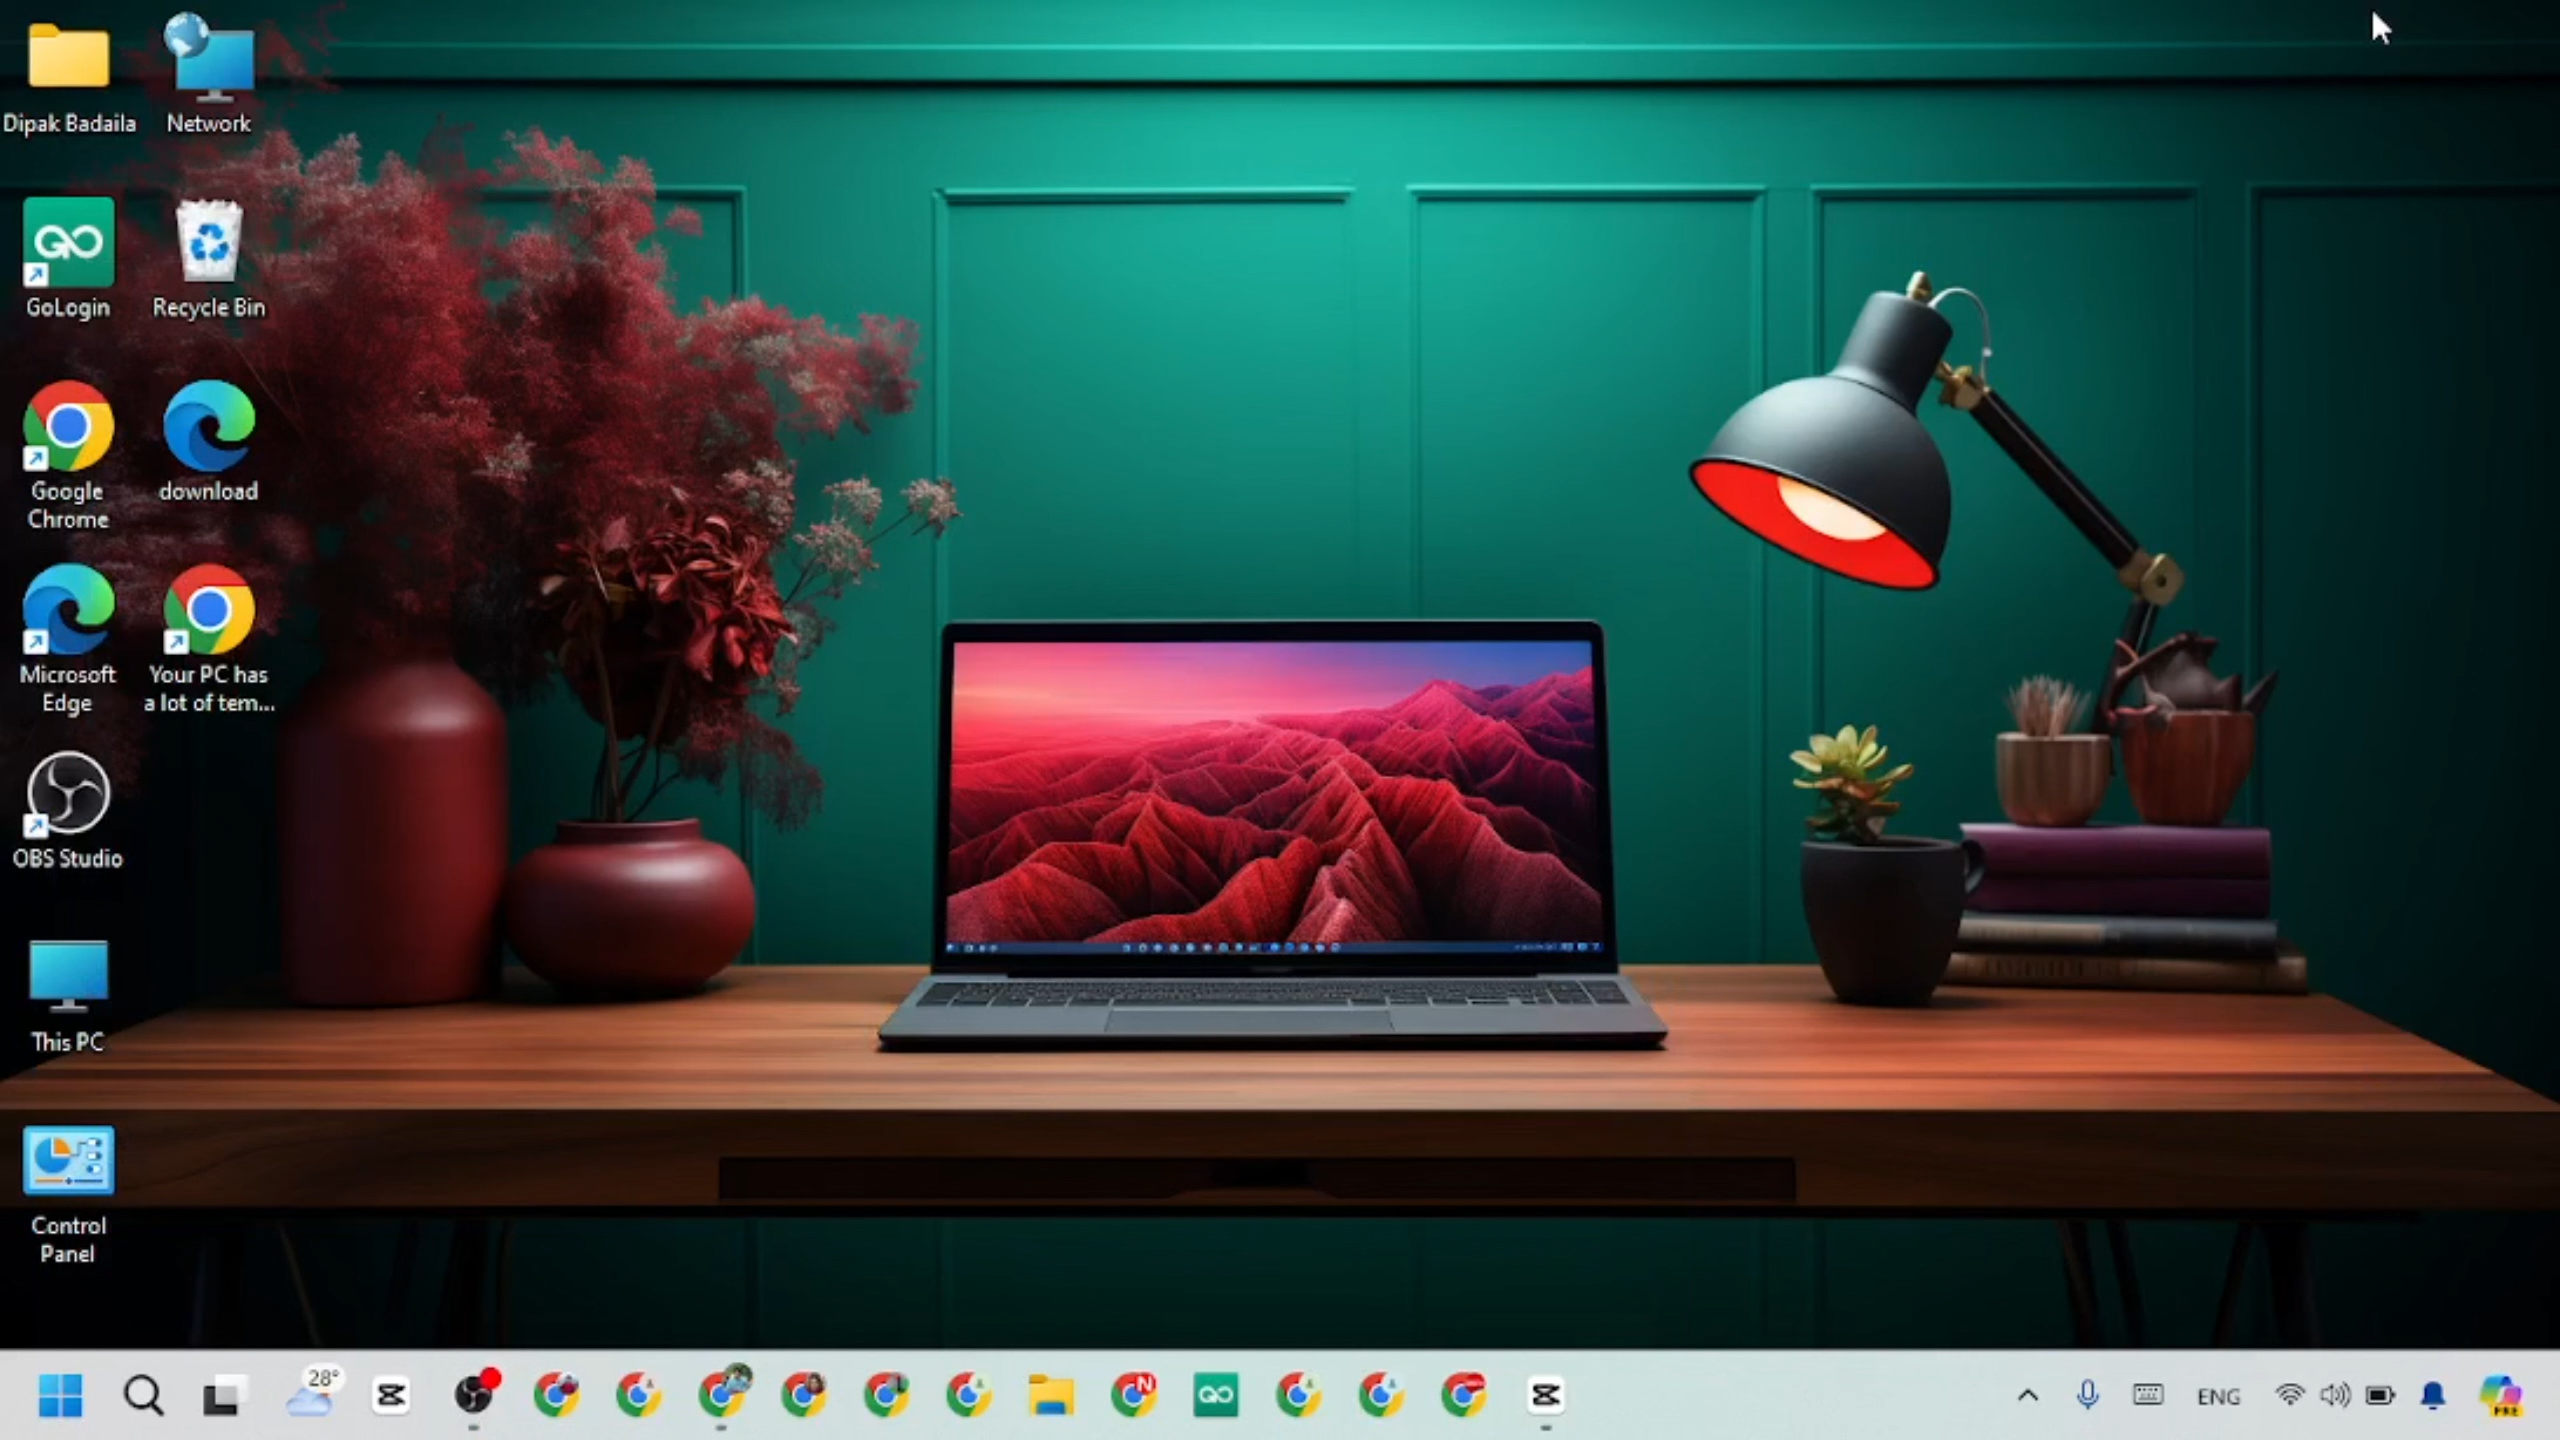 Dipak Badaila
Network
GoLogin
Recycle Bin
Google
Chrome
download
Microsoft
Edge
Your PC has
a lot of tem...
OBS Studio
This PC
Control
Panel
28°
N
ENG
PRE